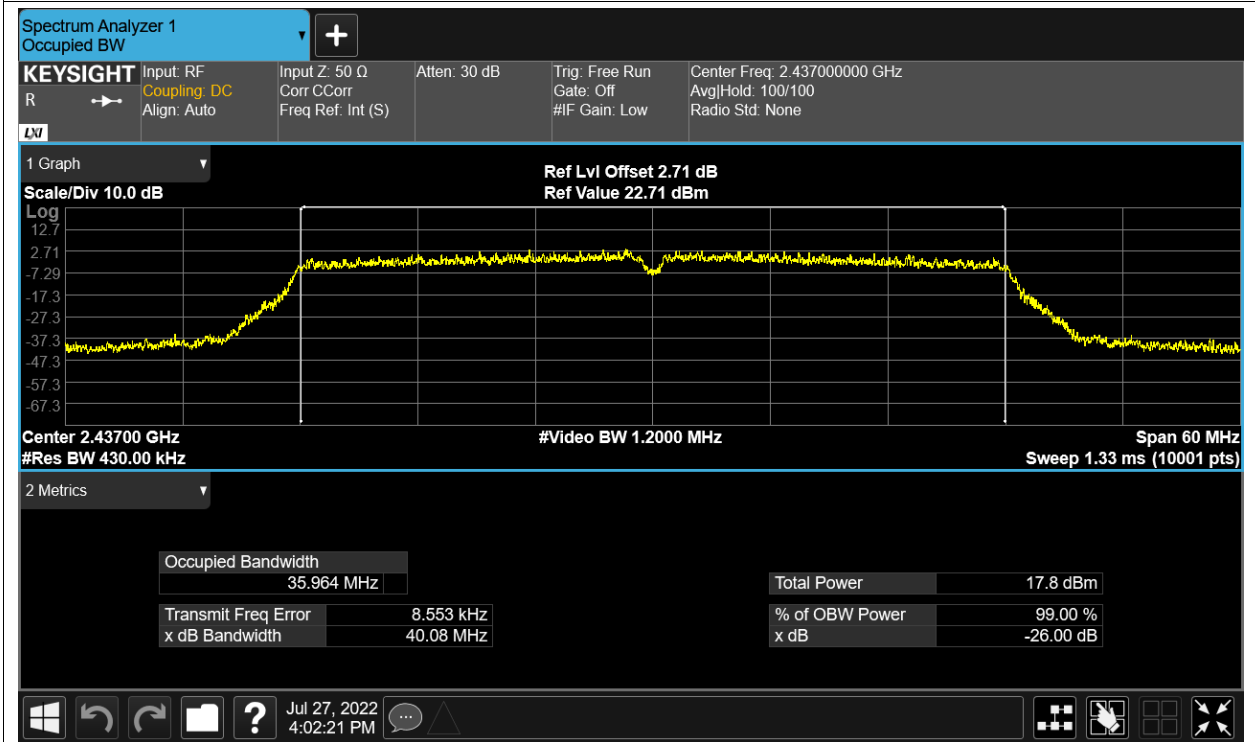 Spectrum Analyzer 1
Occupied BW
▼
+
KEYSIGHT
R
LXI
Input: RF
Coupling: DC
Align: Auto
Input Z: 50 Ω
Corr CCorr
Freq Ref: Int (S)
Atten: 30 dB
Trig: Free Run
Gate: Off
#IF Gain: Low
Center Freq: 2.437000000 GHz
Avg|Hold: 100/100
Radio Std: None
1 Graph ▼
Scale/Div 10.0 dB
Ref Lvl Offset 2.71 dB
Ref Value 22.71 dBm
Log
12.7
2.71
-7.29
-17.3
-27.3
-37.3
-47.3
-57.3
-67.3
Center 2.43700 GHz
#Res BW 430.00 kHz
#Video BW 1.2000 MHz
Span 60 MHz
Sweep 1.33 ms (10001 pts)
2 Metrics ▼
Occupied Bandwidth
35.964 MHz
Transmit Freq Error 8.553 kHz
x dB Bandwidth 40.08 MHz
Total Power 17.8 dBm
% of OBW Power 99.00 %
x dB -26.00 dB
?
Jul 27, 2022
4:02:21 PM